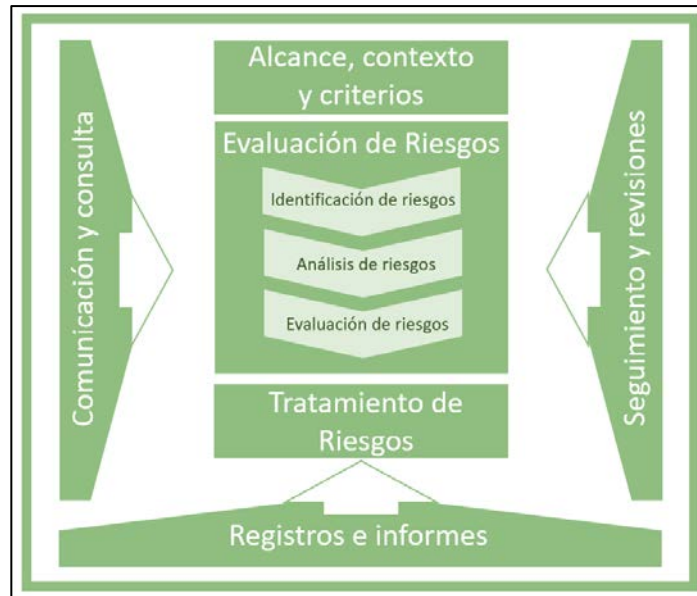 Alcance, contexto
y criterios
Evaluación de Riesgos
Identificación de riesgos
Análisis de riesgos
Evaluación de riesgos
Tratamiento de
Riesgos
Comunicación y consulta
Seguimiento y revisiones
Registros e informes